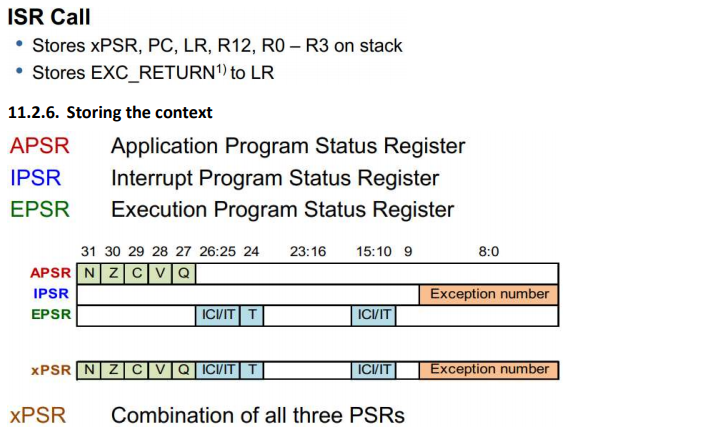 ISR Call
• Stores xPSR, PC, LR, R12, R0 – R3 on stack
• Stores EXC_RETURN¹⁾ to LR
11.2.6. Storing the context
APSR Application Program Status Register
IPSR Interrupt Program Status Register
EPSR Execution Program Status Register
31 30 29 28 27 26:25 24 23:16 15:10 9 8:0
APSR N Z C V Q
IPSR Exception number
EPSR ICI/IT T ICI/IT
xPSR N Z C V Q ICI/IT T ICI/IT Exception number
xPSR Combination of all three PSRs